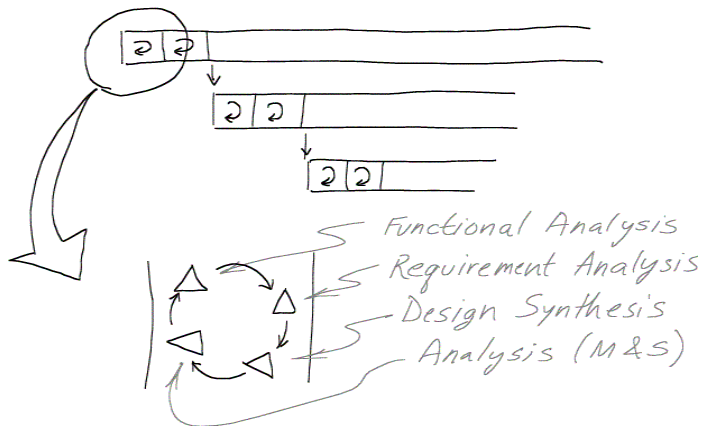 Functional Analysis
Requirement Analysis
Design Synthesis
Analysis (M&S)